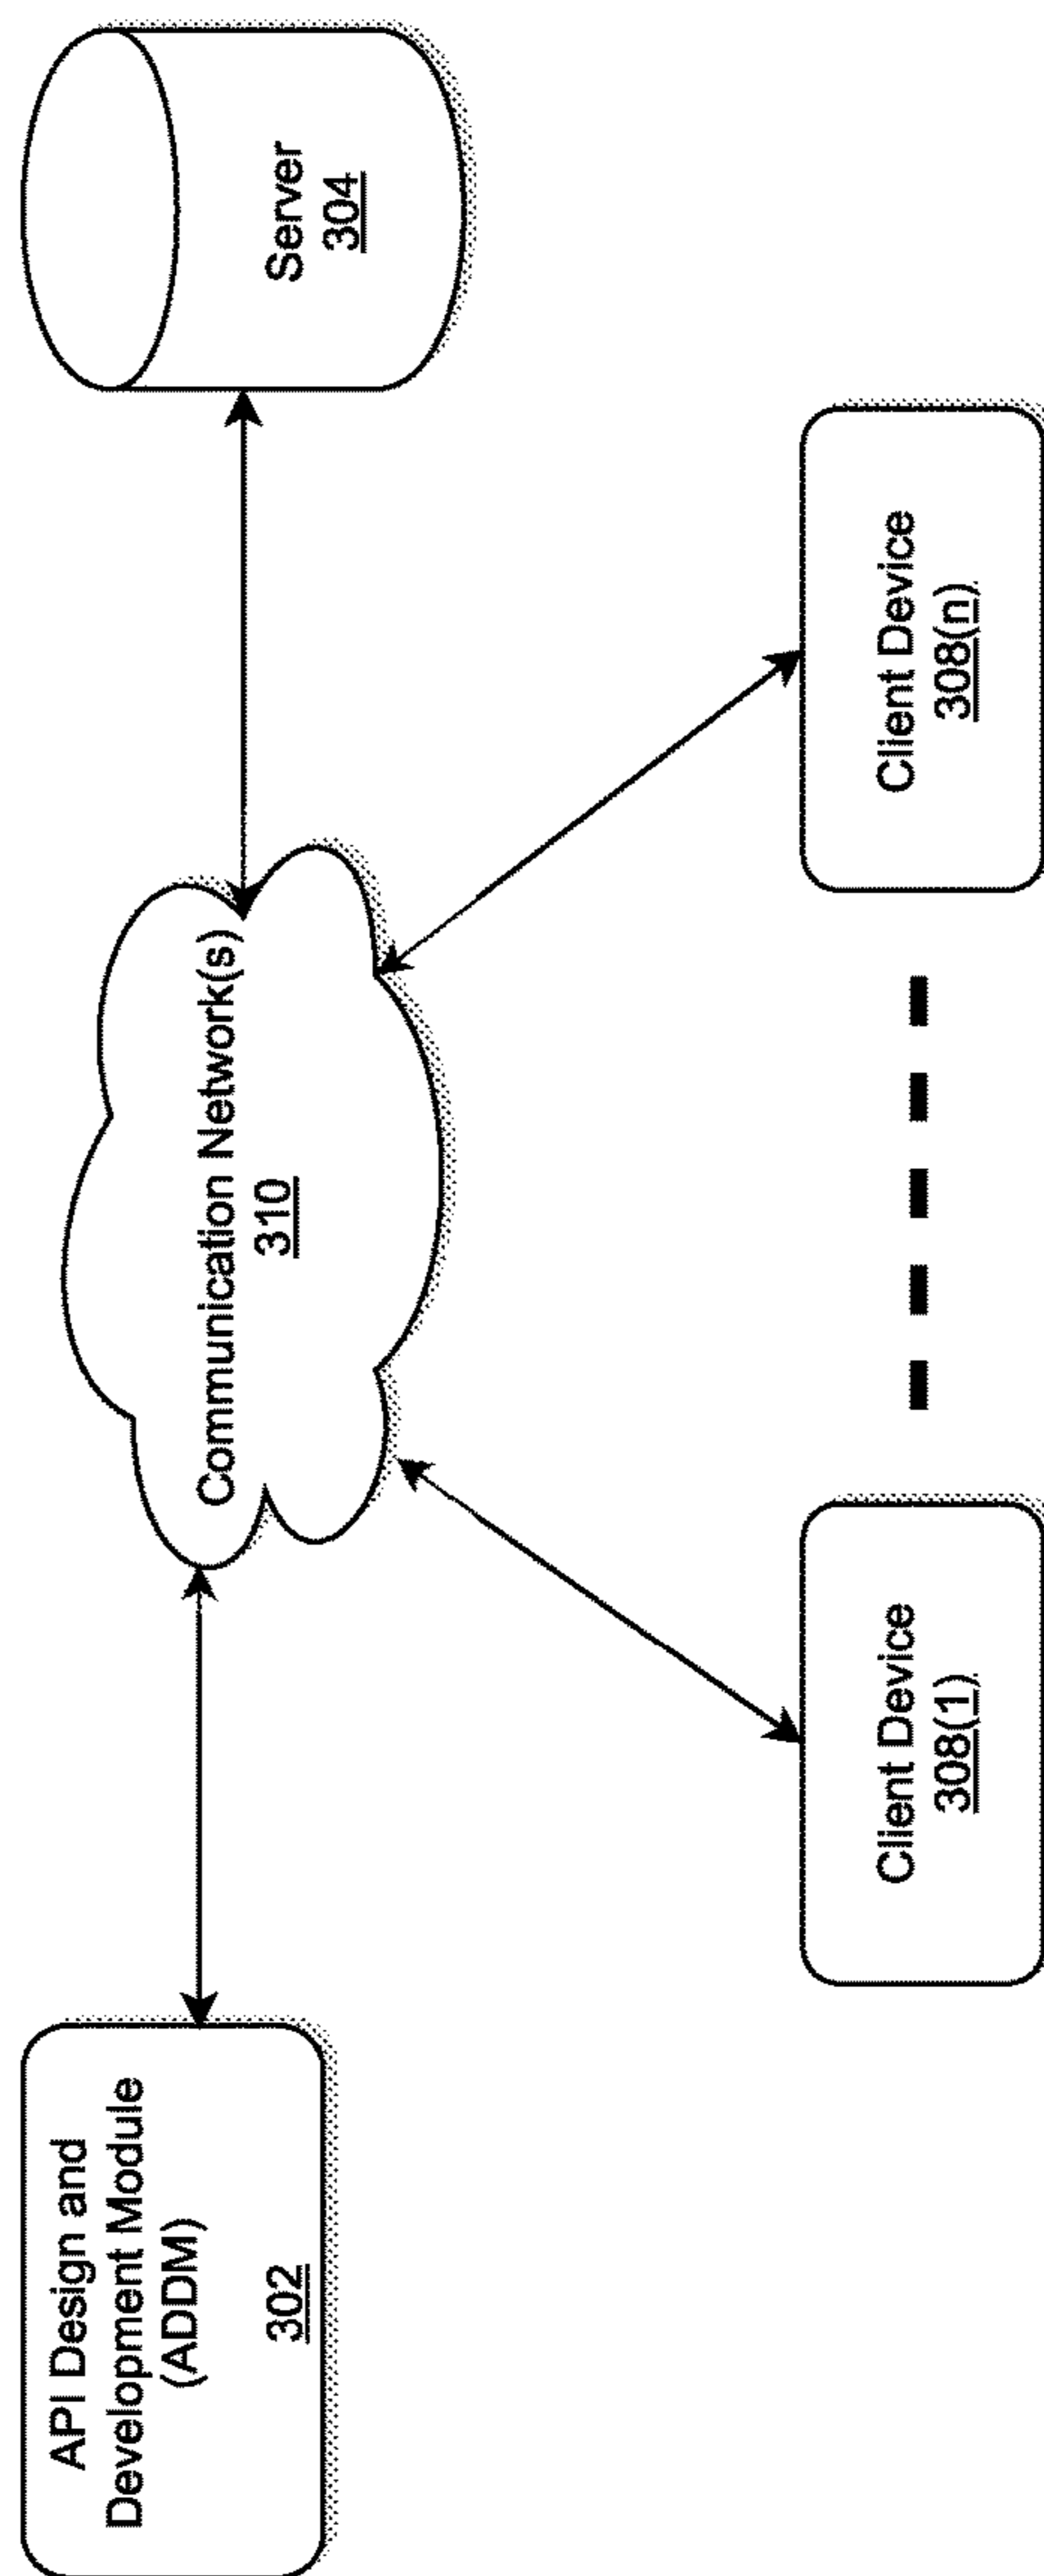 API Design and
Development Module
(ADDM)
302
Communication Network(s)
310
Server
304
Client Device
308(1)
Client Device
308(n)